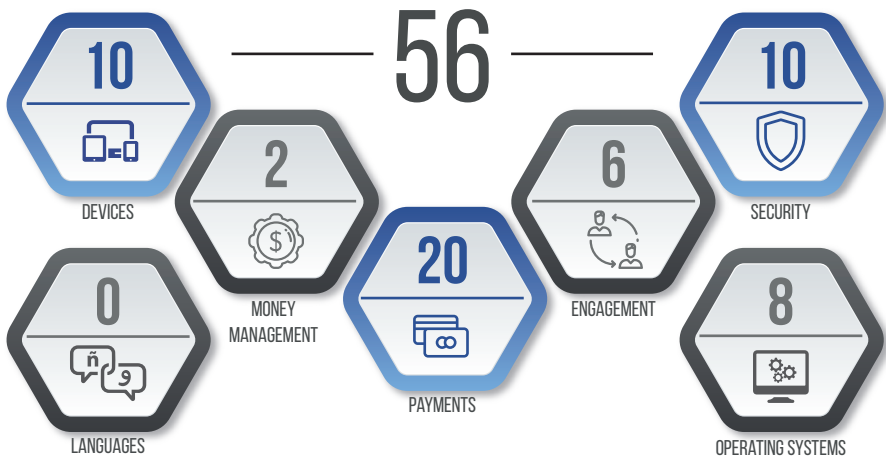 56
10
DEVICES
2
MONEY
MANAGEMENT
20
PAYMENTS
6
ENGAGEMENT
10
SECURITY
0
ñ
و
LANGUAGES
8
OPERATING SYSTEMS
$